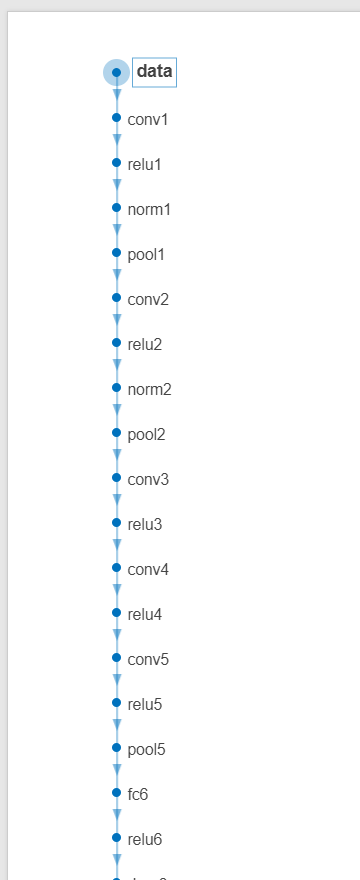 data
conv1
relu1
norm1
pool1
conv2
relu2
norm2
pool2
conv3
relu3
conv4
relu4
conv5
relu5
pool5
fc6
relu6